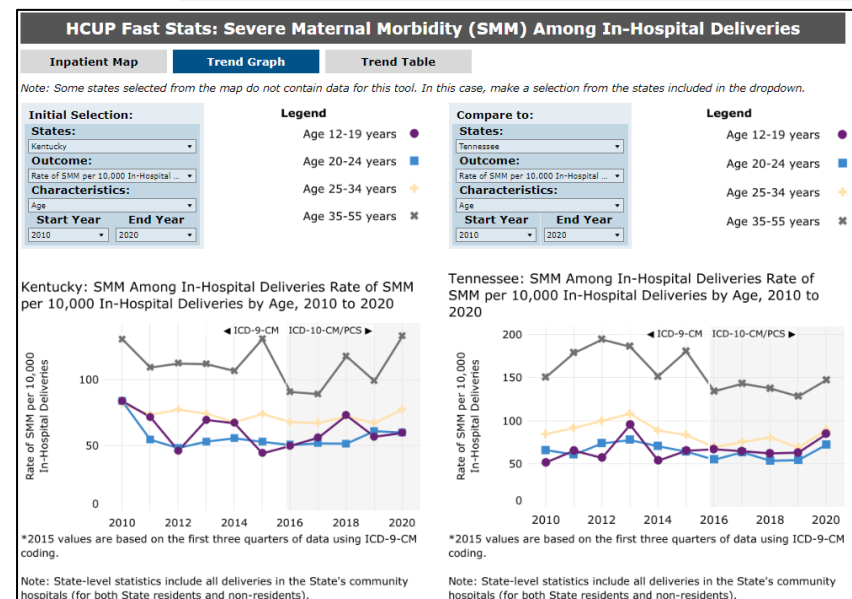 HCUP Fast Stats: Severe Maternal Morbidity (SMM) Among In-Hospital Deliveries
Inpatient Map
Trend Graph
Trend Table
Note: Some states selected from the map do not contain data for this tool. In this case, make a selection from the states included in the dropdown.
Initial Selection:
States:
Kentucky
Outcome:
Rate of SMM per 10,000 In-Hospital ...
Characteristics:
Age
Start Year End Year
2010 2020
Legend
Age 12-19 years
Age 20-24 years
Age 25-34 years
Age 35-55 years
Compare to:
States:
Tennessee
Outcome:
Rate of SMM per 10,000 In-Hospital ...
Characteristics:
Age
Start Year End Year
2010 2020
Legend
Age 12-19 years
Age 20-24 years
Age 25-34 years
Age 35-55 years
Kentucky: SMM Among In-Hospital Deliveries Rate of SMM
per 10,000 In-Hospital Deliveries by Age, 2010 to 2020
◄ ICD-9-CM ICD-10-CM/PCS ►
Rate of SMM per 10,000
In-Hospital Deliveries
100
50
0
2010 2012 2014 2016 2018 2020
*2015 values are based on the first three quarters of data using ICD-9-CM
coding.
Note: State-level statistics include all deliveries in the State's community
hospitals (for both State residents and non-residents).
Tennessee: SMM Among In-Hospital Deliveries Rate of
SMM per 10,000 In-Hospital Deliveries by Age, 2010 to
2020
◄ ICD-9-CM ICD-10-CM/PCS ►
Rate of SMM per 10,000
In-Hospital Deliveries
200
150
100
50
0
2010 2012 2014 2016 2018 2020
*2015 values are based on the first three quarters of data using ICD-9-CM
coding.
Note: State-level statistics include all deliveries in the State's community
hospitals (for both State residents and non-residents).